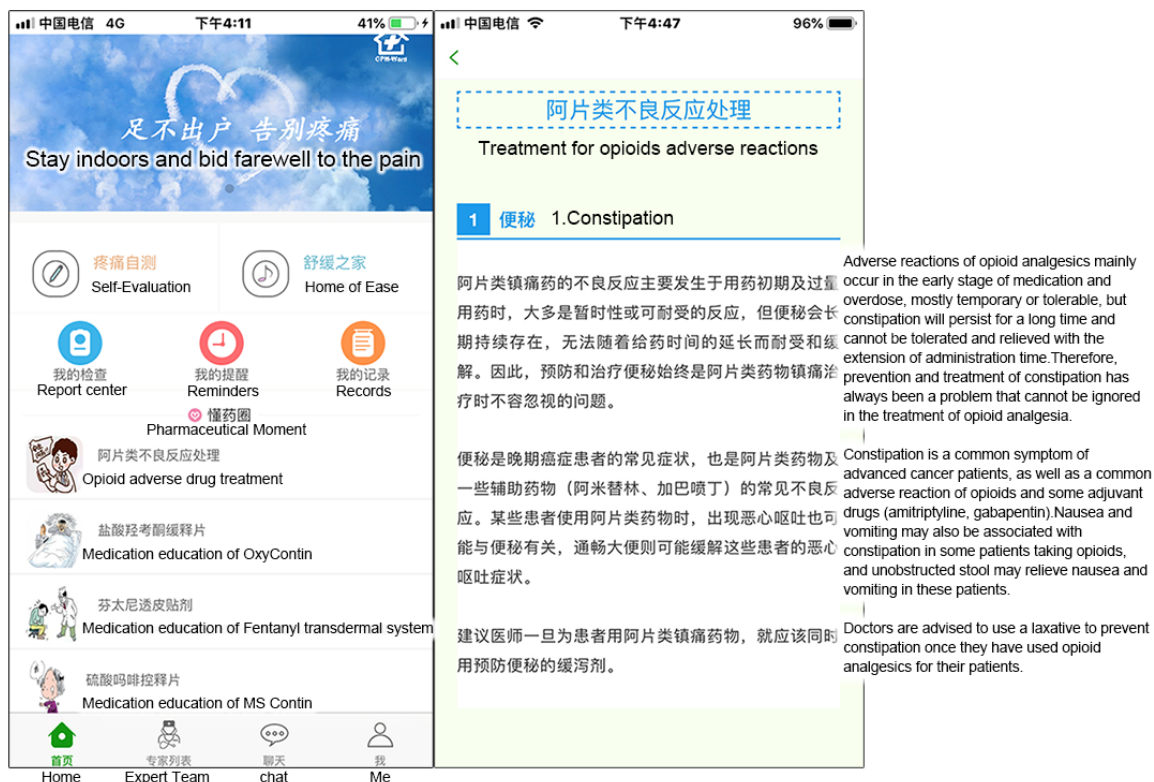 中国电信 4G 下午4:11 41%
CPM-Ward
足不出户 告别疼痛
Stay indoors and bid farewell to the pain
疼痛自测
Self-Evaluation
舒缓之家
Home of Ease
我的检查
Report center
我的提醒
Reminders
我的记录
Records
懂药圈
Pharmaceutical Moment
阿片类不良反应处理
Opioid adverse drug treatment
盐酸羟考酮缓释片
Medication education of OxyContin
芬太尼透皮贴剂
Medication education of Fentanyl transdermal system
硫酸吗啡控释片
Medication education of MS Contin
首页
Home
专家列表
Expert Team
聊天
chat
我
Me
中国电信 下午4:47 96%
阿片类不良反应处理
Treatment for opioids adverse reactions
1 便秘 1.Constipation
阿片类镇痛药的不良反应主要发生于用药初期及过量
用药时，大多是暂时性或可耐受的反应，但便秘会长
期持续存在，无法随着给药时间的延长而耐受和缓
解。因此，预防和治疗便秘始终是阿片类药物镇痛治
疗时不容忽视的问题。
便秘是晚期癌症患者的常见症状，也是阿片类药物及
一些辅助药物（阿米替林、加巴喷丁）的常见不良反
应。某些患者使用阿片类药物时，出现恶心呕吐也可
能与便秘有关，通畅大便则可能缓解这些患者的恶心
呕吐症状。
建议医师一旦为患者用阿片类镇痛药物，就应该同时
用预防便秘的缓泻剂。
Adverse reactions of opioid analgesics mainly
occur in the early stage of medication and
overdose, mostly temporary or tolerable, but
constipation will persist for a long time and
cannot be tolerated and relieved with the
extension of administration time.Therefore,
prevention and treatment of constipation has
always been a problem that cannot be ignored
in the treatment of opioid analgesia.
Constipation is a common symptom of
advanced cancer patients, as well as a common
adverse reaction of opioids and some adjuvant
drugs (amitriptyline, gabapentin).Nausea and
vomiting may also be associated with
constipation in some patients taking opioids,
and unobstructed stool may relieve nausea and
vomiting in these patients.
Doctors are advised to use a laxative to prevent
constipation once they have used opioid
analgesics for their patients.